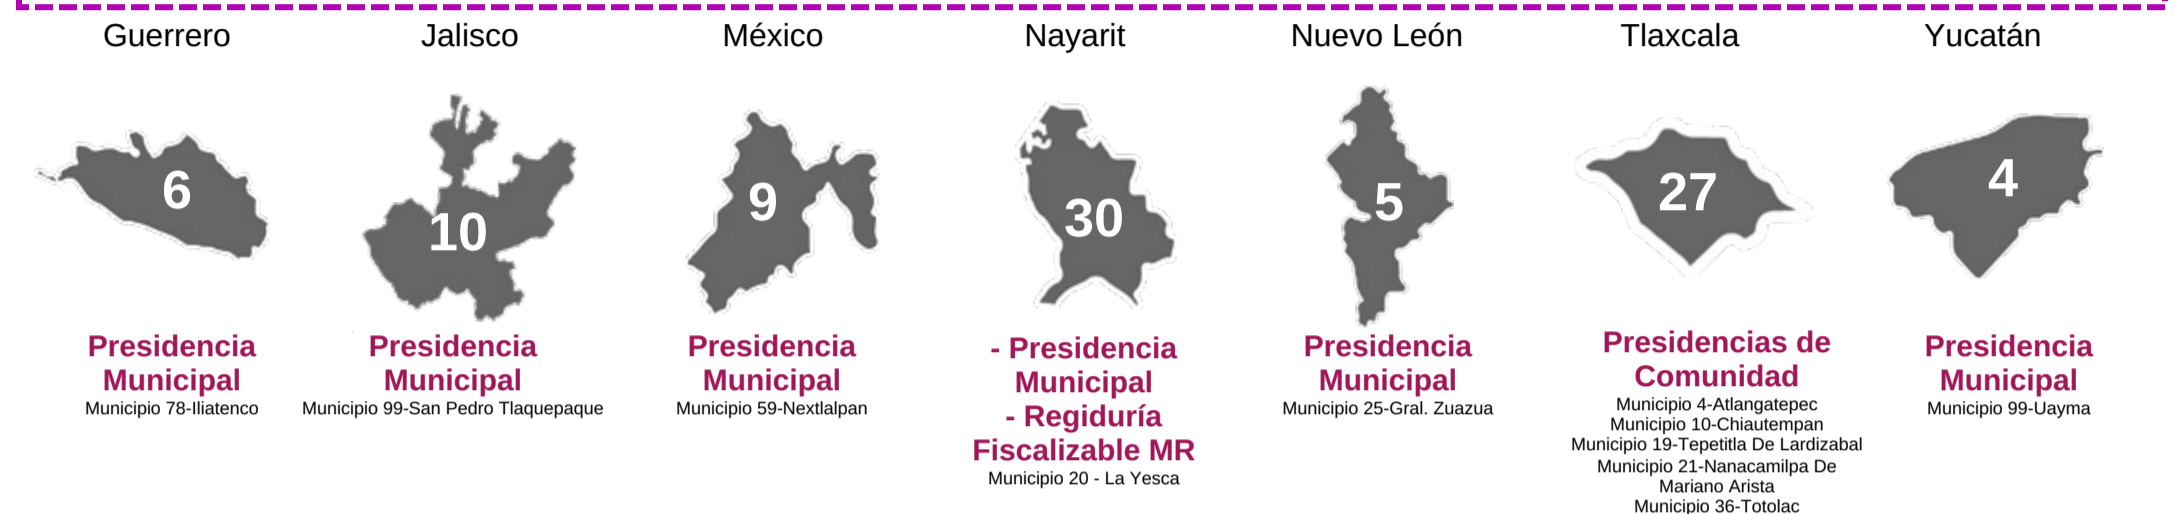 Guerrero
6
Presidencia
Municipal
Municipio 78-Iliatenco
Jalisco
10
Presidencia
Municipal
Municipio 99-San Pedro Tlaquepaque
México
9
Presidencia
Municipal
Municipio 59-Nextlalpan
Nayarit
30
- Presidencia
Municipal
- Regiduría
Fiscalizable MR
Municipio 20 - La Yesca
Nuevo León
5
Presidencia
Municipal
Municipio 25-Gral. Zuazua
Tlaxcala
27
Presidencias de
Comunidad
Municipio 4-Atlangatepec
Municipio 10-Chiautempan
Municipio 19-Tepetitla De Lardizabal
Municipio 21-Nanacamilpa De
Mariano Arista
Municipio 36-Totolac
Yucatán
4
Presidencia
Municipal
Municipio 99-Uayma